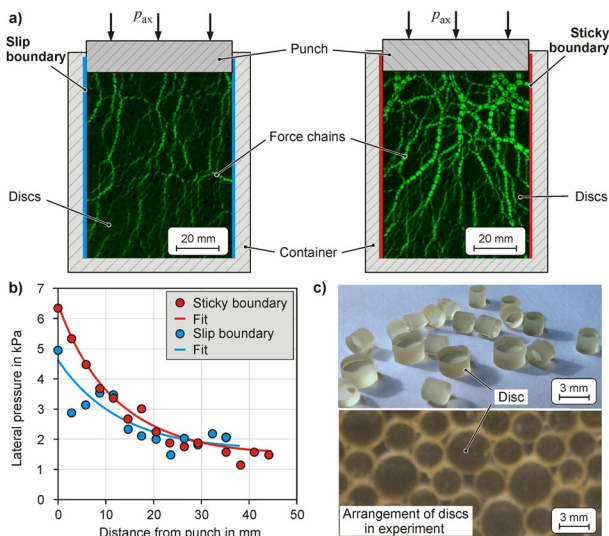 a)
pax
pax
Slip
boundary
Punch
Sticky
boundary
Force chains
Discs
Discs
20 mm
Container
20 mm
b)
7
6
5
4
3
2
1
0
Lateral pressure in kPa
Sticky boundary
Fit
Slip boundary
Fit
0
10
20
30
40
50
Distance from punch in mm
c)
Disc
3 mm
Arrangement of discs
in experiment
3 mm